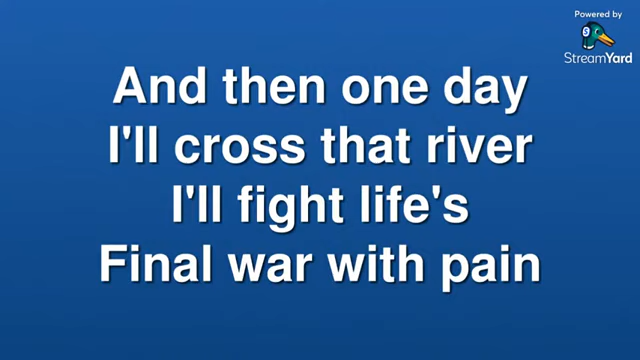 Powered by
StreamYard
And then one day
I'll cross that river
I'll fight life's
Final war with pain